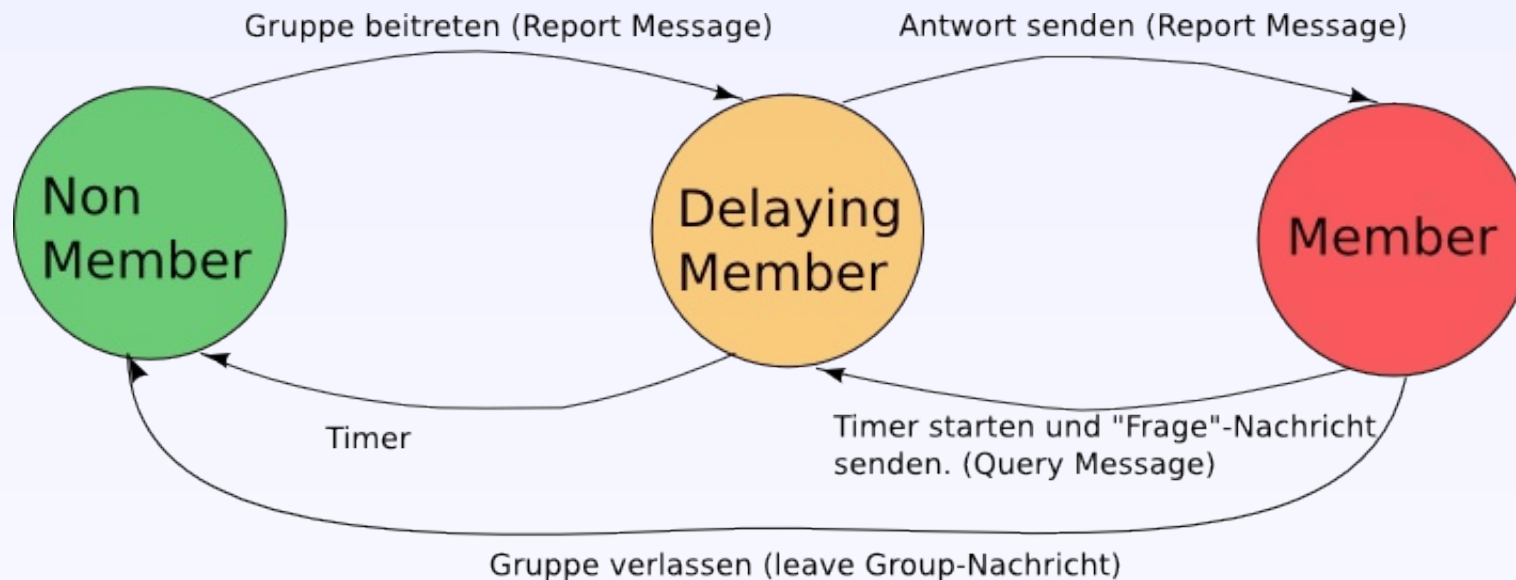 Gruppe beitreten (Report Message)
Antwort senden (Report Message)
Non
Member
Delaying
Member
Member
Timer
Timer starten und "Frage"-Nachricht
senden. (Query Message)
Gruppe verlassen (leave Group-Nachricht)